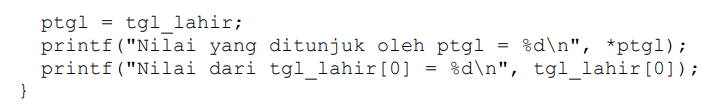 ptgl = tgl_lahir;
printf("Nilai yang ditunjuk oleh ptgl = %d\n", *ptgl);
printf("Nilai dari tgl_lahir[0] = %d\n", tgl_lahir[0]);
}